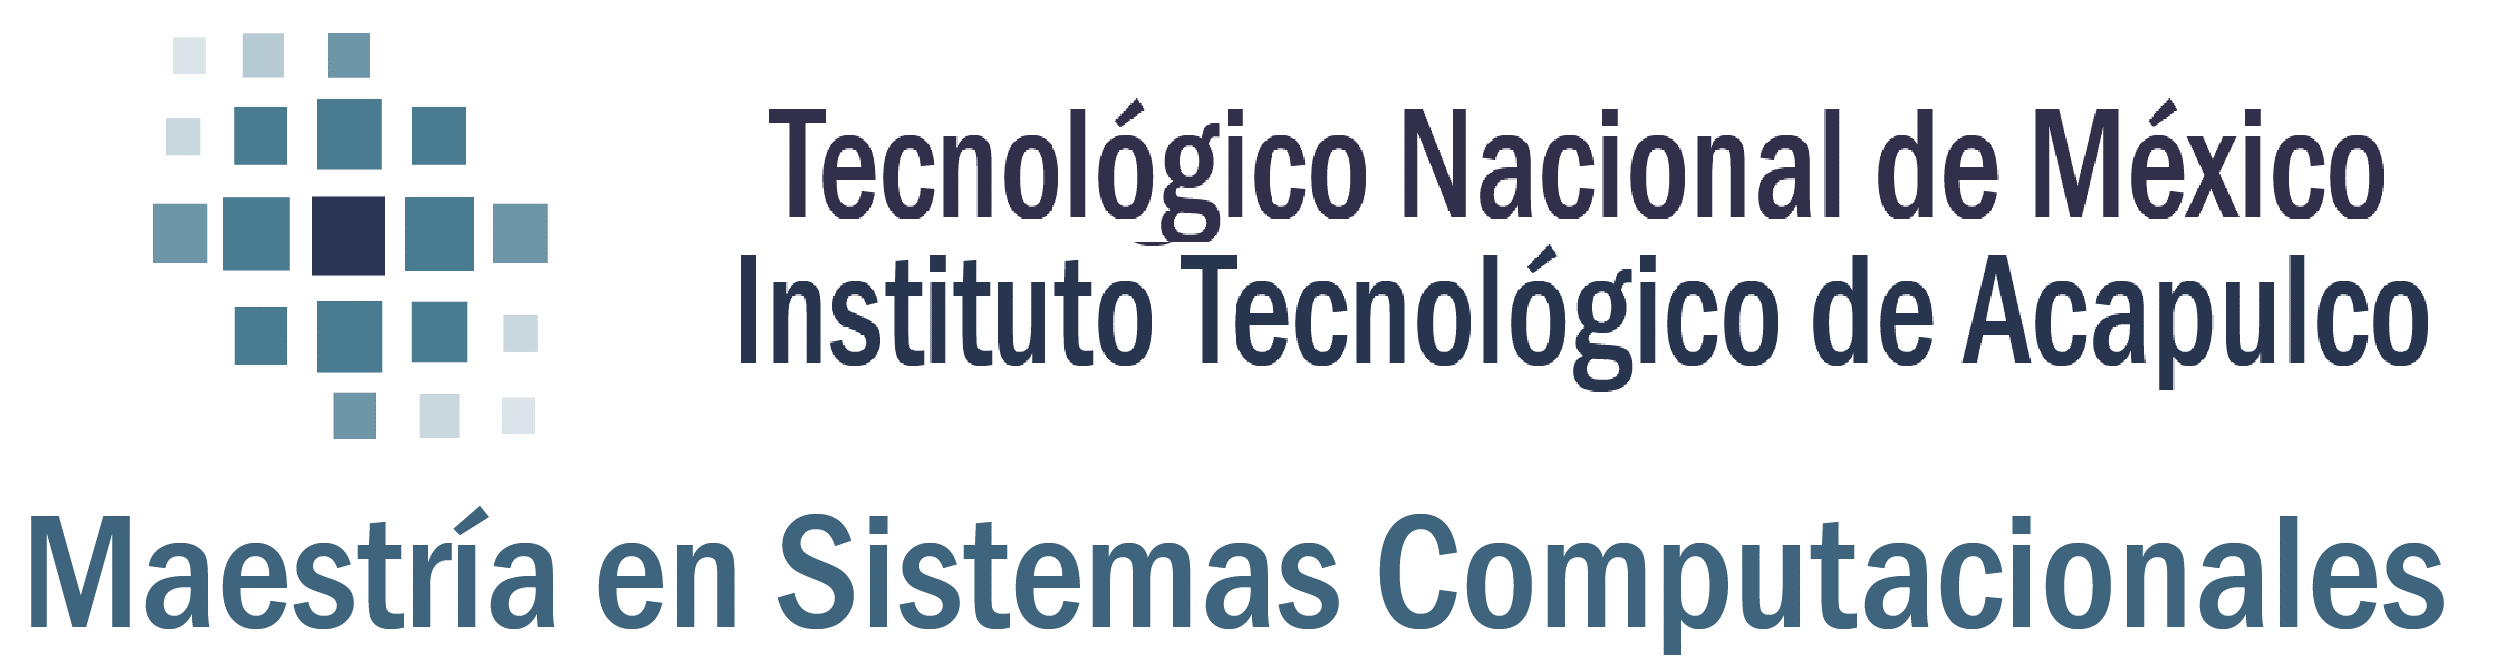 Tecnológico Nacional de México
Instituto Tecnológico de Acapulco
Maestría en Sistemas Computacionales